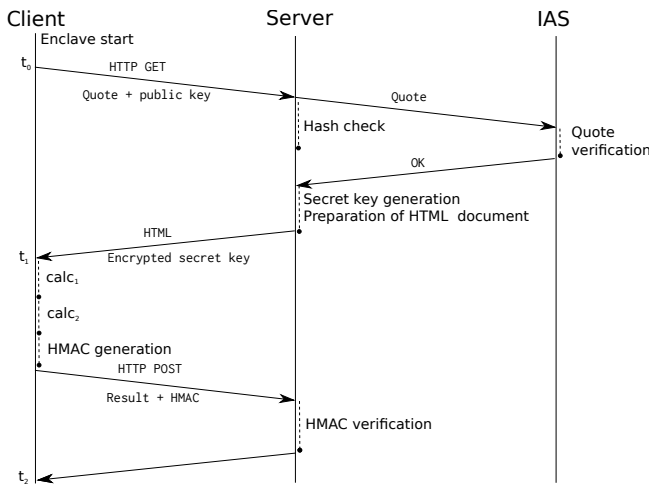 Client
Server
IAS
Enclave start
t₀
HTTP GET
Quote + public key
Quote
Hash check
Quote
verification
OK
Secret key generation
Preparation of HTML document
HTML
Encrypted secret key
t₁
calc₁
calc₂
HMAC generation
HTTP POST
Result + HMAC
HMAC verification
t₂